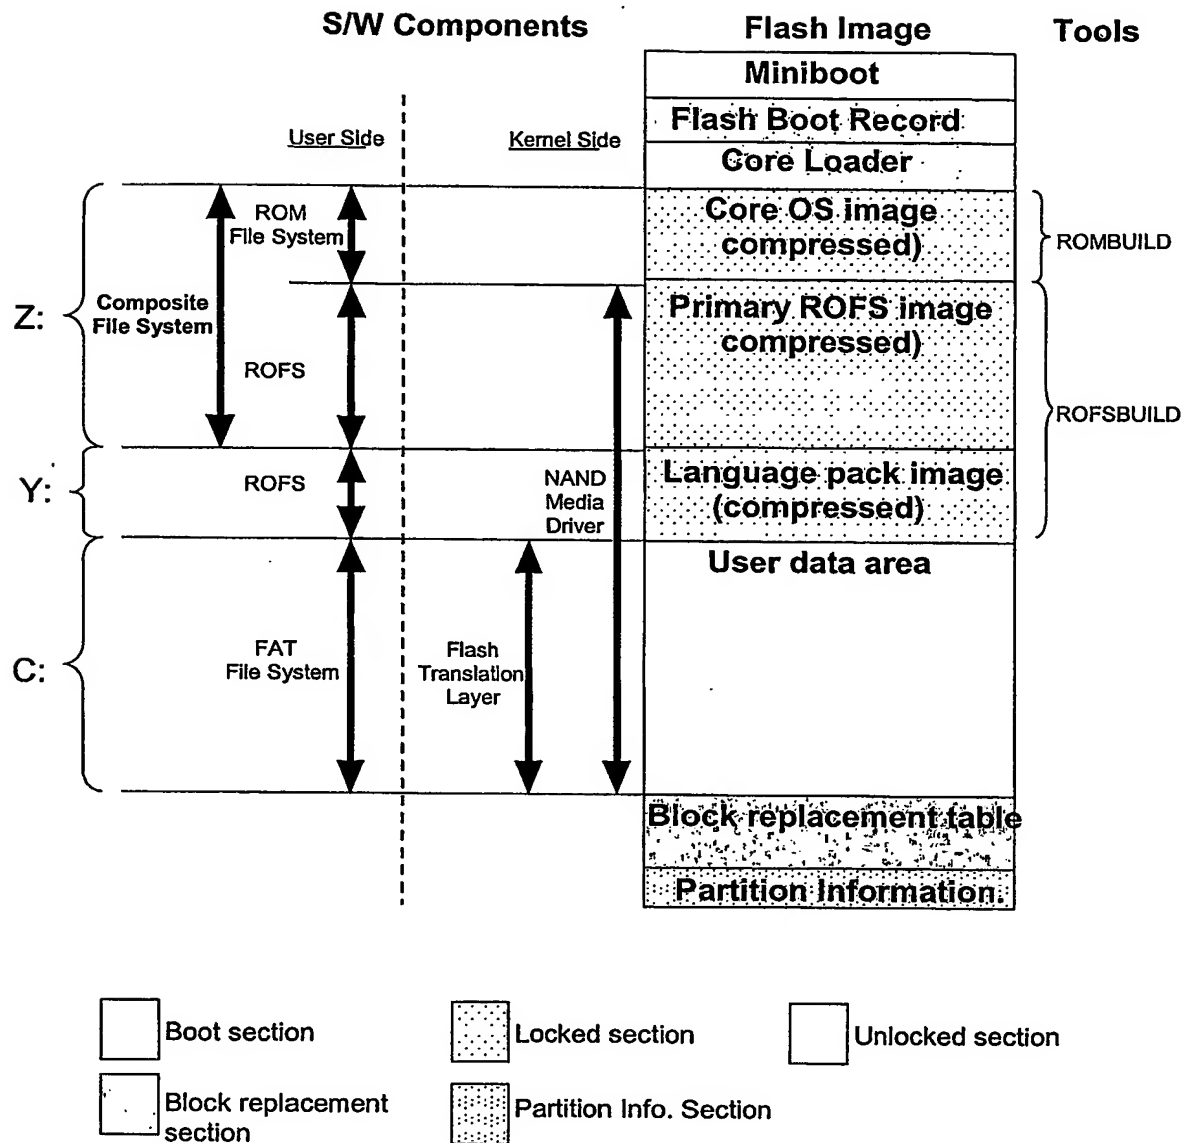 S/W Components
Flash Image
Tools
Miniboot
Flash Boot Record
User Side
Kernel Side
Core Loader
ROM
File System
Core OS image
compressed)
ROMBUILD
Z:
Composite
File System
Primary ROFS image
compressed)
ROFS
ROFSBUILD
Y:
ROFS
NAND
Media
Driver
Language pack image
(compressed)
User data area
C:
FAT
File System
Flash
Translation
Layer
Block replacement table
Partition Information.
Boot section
Locked section
Unlocked section
Block replacement
section
Partition Info. Section